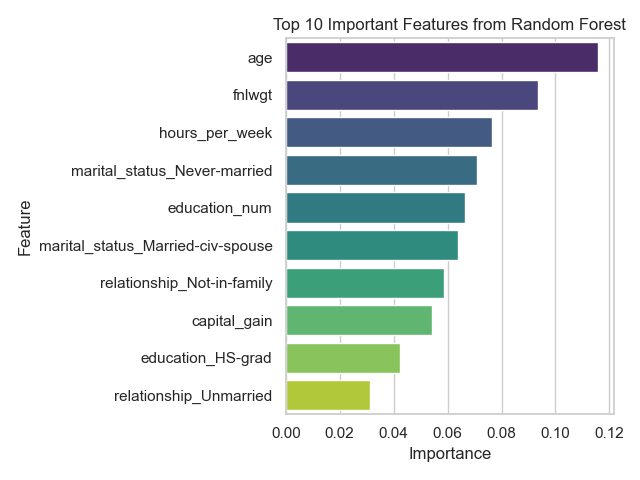 Top 10 Important Features from Random Forest
age
fnlwgt
hours_per_week
marital_status_Never-married
education_num
marital_status_Married-civ-spouse
relationship_Not-in-family
capital_gain
education_HS-grad
relationship_Unmarried
Feature
0.00 0.02 0.04 0.06 0.08 0.10 0.12
Importance